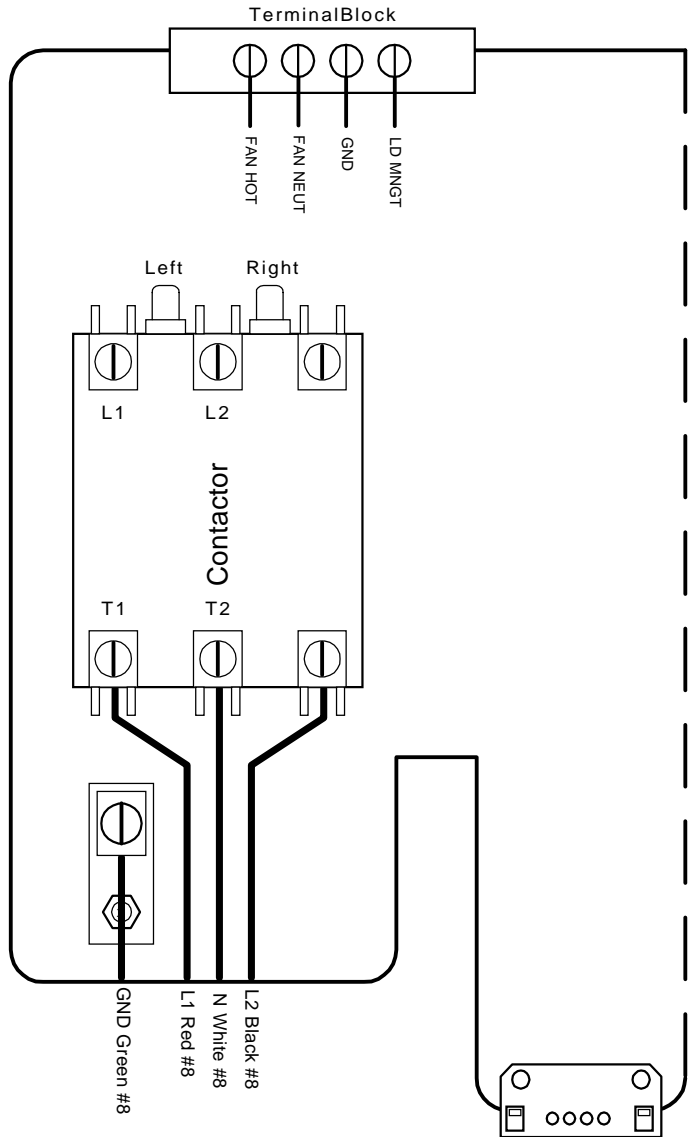 TerminalBlock
FAN HOT
FAN NEUT
GND
LD MNGT
Left
Right
L1
L2
Contactor
T1
T2
GND Green #8
L1 Red #8
N White #8
L2 Black #8